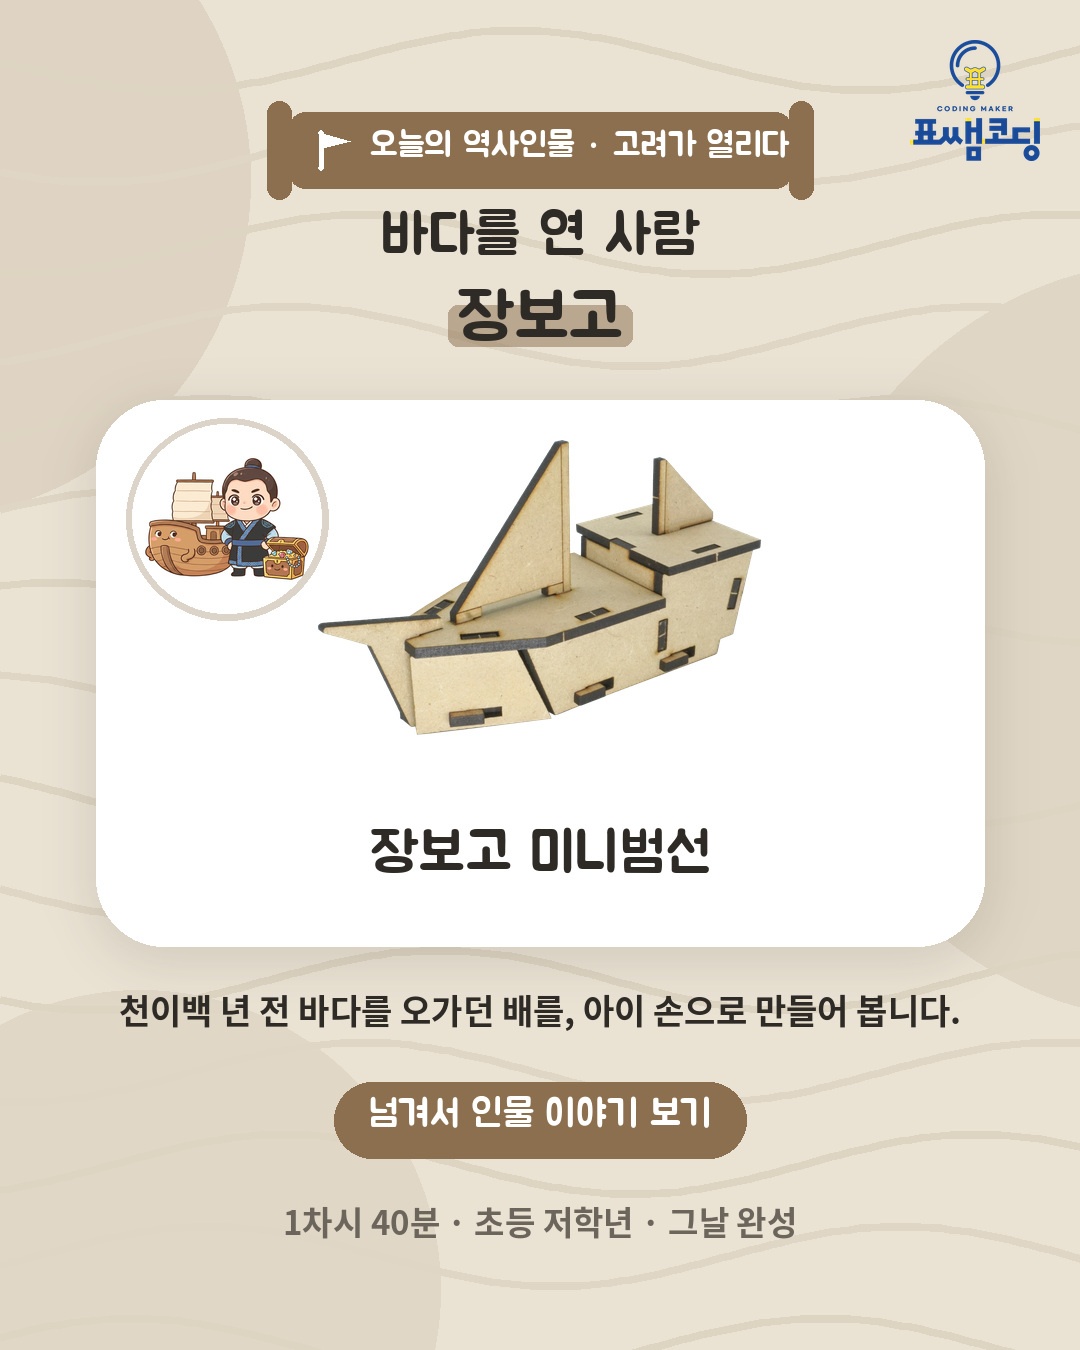 CODING MAKER
표쌤코딩
오늘의 역사인물 · 고려가 열리다
바다를 연 사람
장보고
장보고 미니범선
천이백 년 전 바다를 오가던 배를, 아이 손으로 만들어 봅니다.
넘겨서 인물 이야기 보기
1차시 40분 · 초등 저학년 · 그날 완성